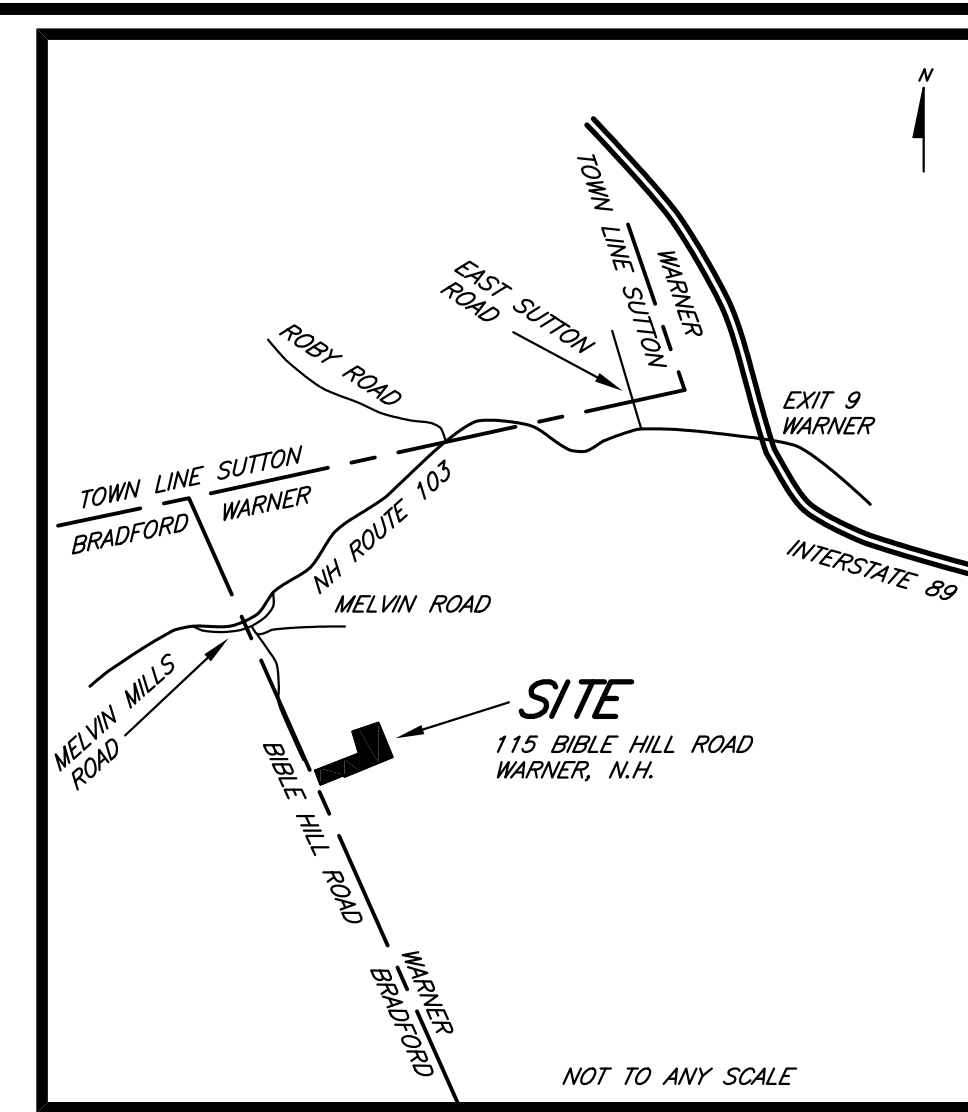 N
TOWN LINE SUTTON
WARNER
EAST SUTTON
ROAD
ROBY ROAD
EXIT 9
WARNER
TOWN LINE SUTTON
WARNER
BRADFORD
NH ROUTE 103
INTERSTATE 89
MELVIN ROAD
MELVIN MILLS
ROAD
SITE
115 BIBLE HILL ROAD
WARNER, N.H.
BIBLE HILL ROAD
WARNER
BRADFORD
NOT TO ANY SCALE